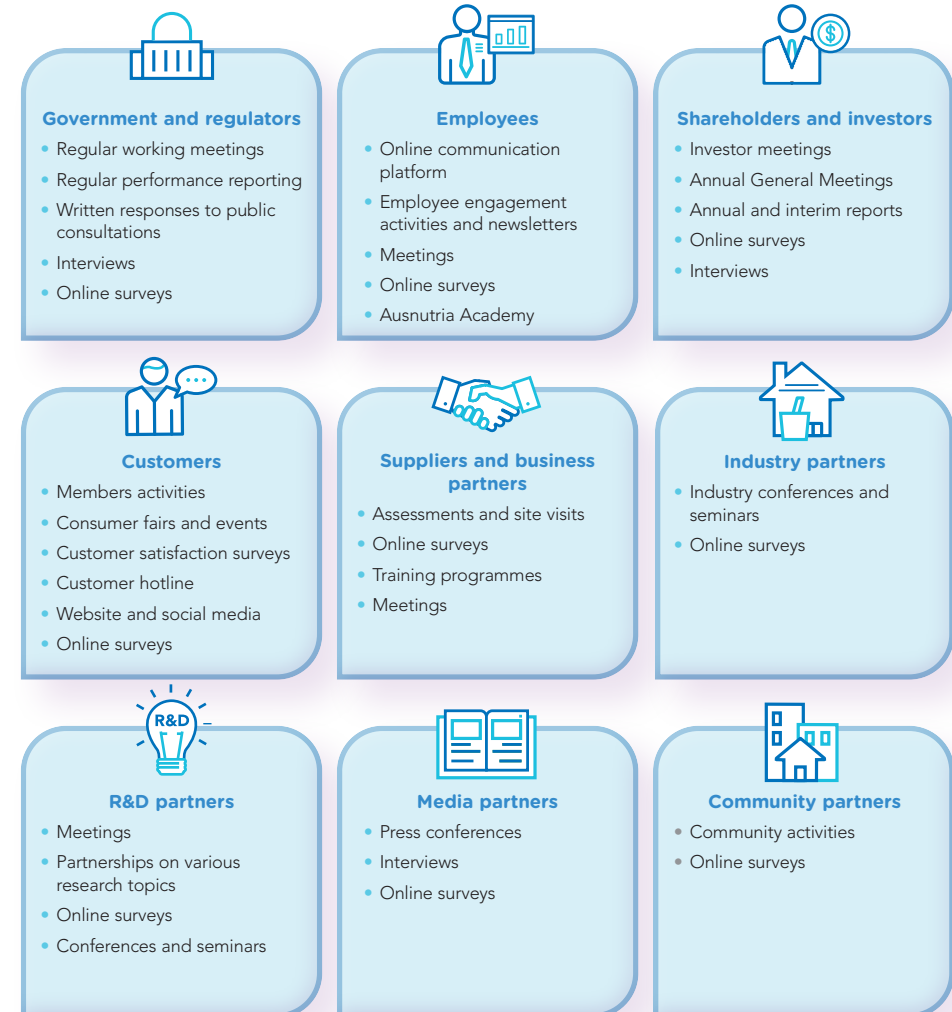 Government and regulators
• Regular working meetings
• Regular performance reporting
• Written responses to public
consultations
• Interviews
• Online surveys
Employees
• Online communication
platform
• Employee engagement
activities and newsletters
• Meetings
• Online surveys
• Ausnutria Academy
$
Shareholders and investors
• Investor meetings
• Annual General Meetings
• Annual and interim reports
• Online surveys
• Interviews
Customers
• Members activities
• Consumer fairs and events
• Customer satisfaction surveys
• Customer hotline
• Website and social media
• Online surveys
Suppliers and business
partners
• Assessments and site visits
• Online surveys
• Training programmes
• Meetings
Industry partners
• Industry conferences and
seminars
• Online surveys
R&D
R&D partners
• Meetings
• Partnerships on various
research topics
• Online surveys
• Conferences and seminars
Media partners
• Press conferences
• Interviews
• Online surveys
Community partners
• Community activities
• Online surveys